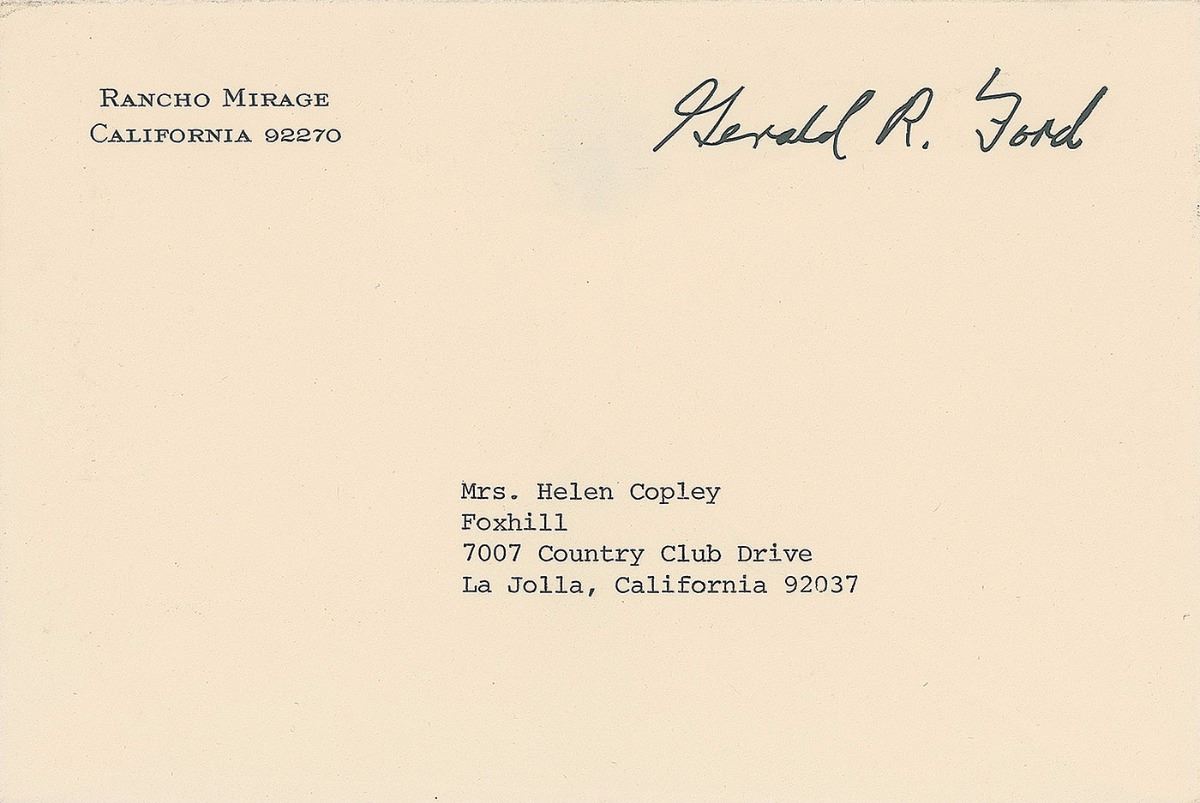 Rancho Mirage
California 92270
Gerald R. Ford
Mrs. Helen Copley
Foxhill
7007 Country Club Drive
La Jolla, California 92037